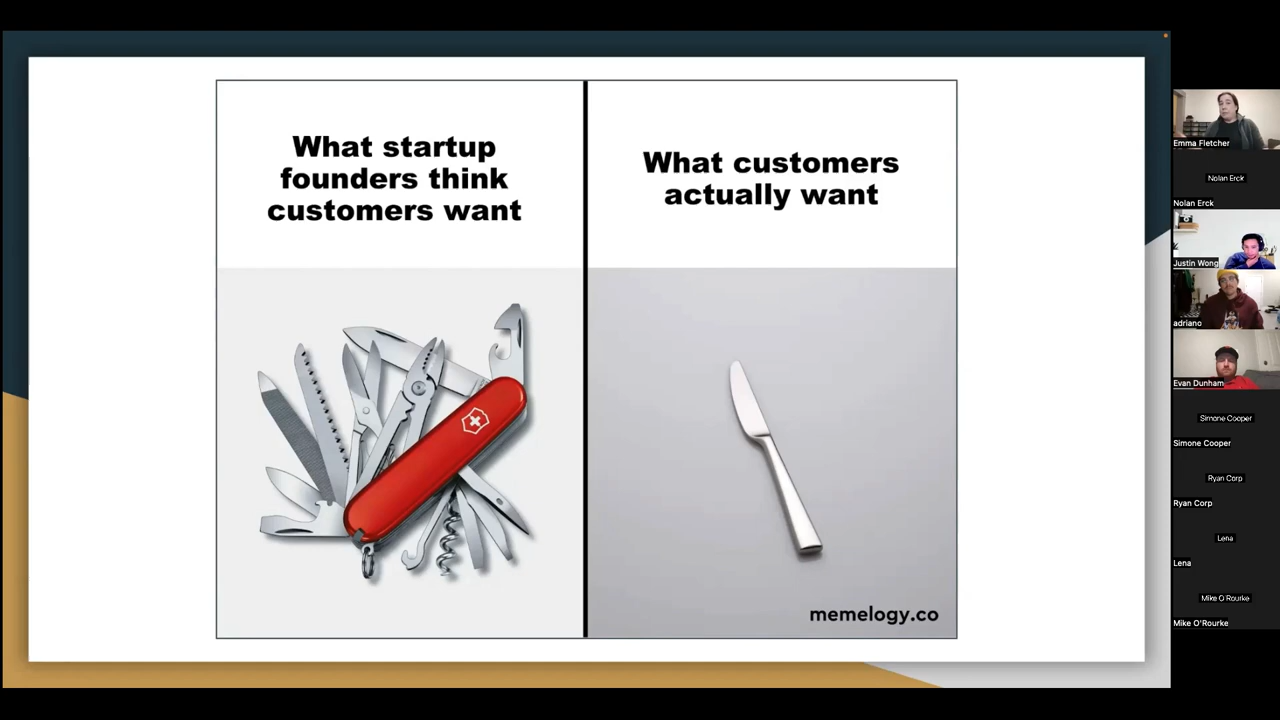 What startup
founders think
customers want
What customers
actually want
memelogy.co
Emma Fletcher
Nolan Erck
Nolan Erck
Justin Wong
adriano
Evan Dunham
Simone Cooper
Simone Cooper
Ryan Corp
Ryan Corp
Lena
Lena
Mike O Rourke
Mike O'Rourke